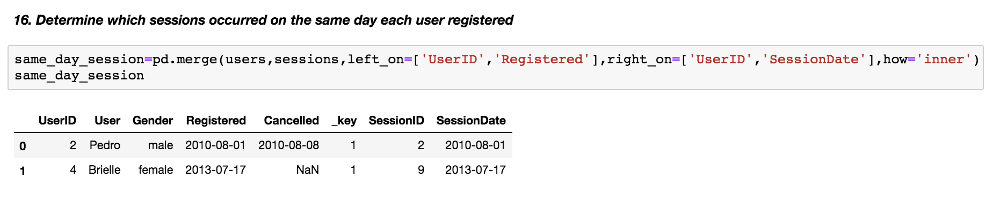 16. Determine which sessions occurred on the same day each user registered
same_day_session=pd.merge(users,sessions,left_on=['UserID','Registered'],right_on=['UserID','SessionDate'],how='inner')
same_day_session
UserID User Gender Registered Cancelled _key SessionID SessionDate
0 2 Pedro male 2010-08-01 2010-08-08 1 2 2010-08-01
1 4 Brielle female 2013-07-17 NaN 1 9 2013-07-17